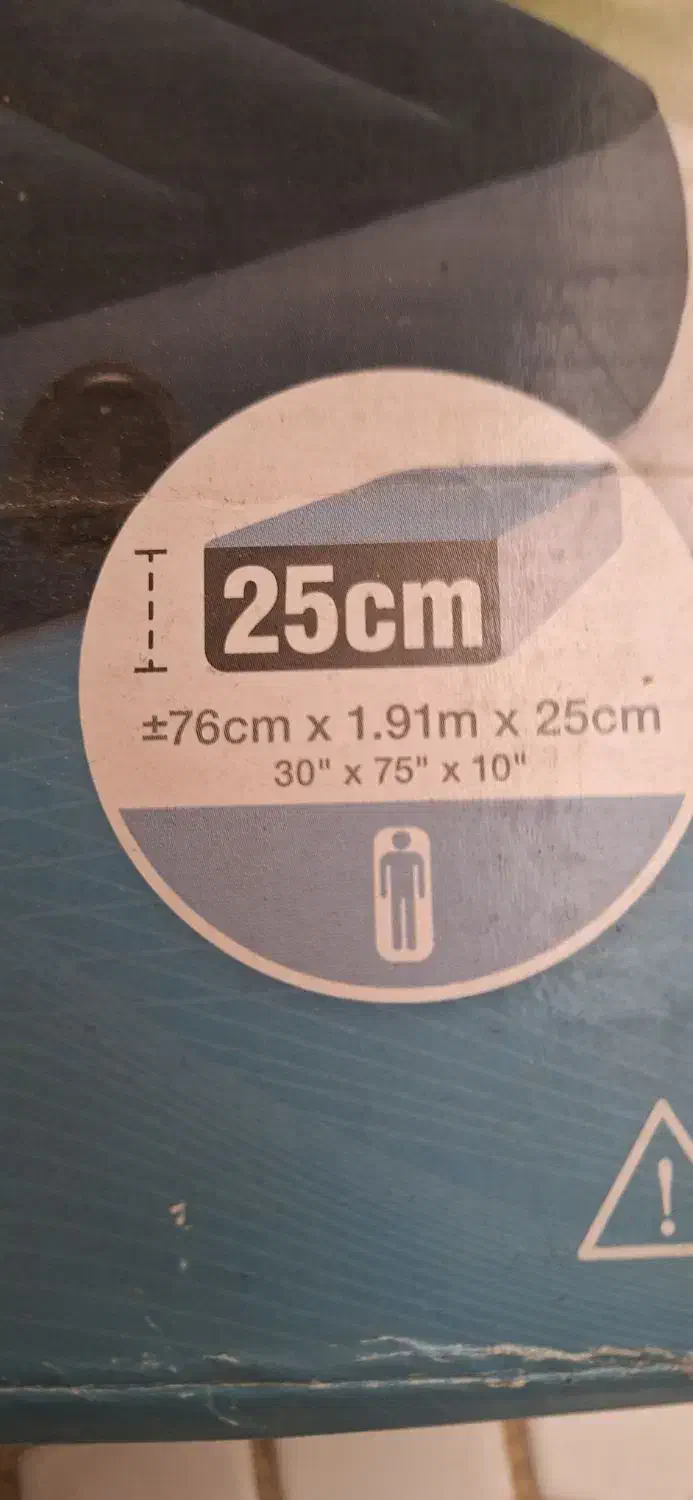 25cm
±76cm x 1.91m x 25cm
30" x 75" x 10"
!